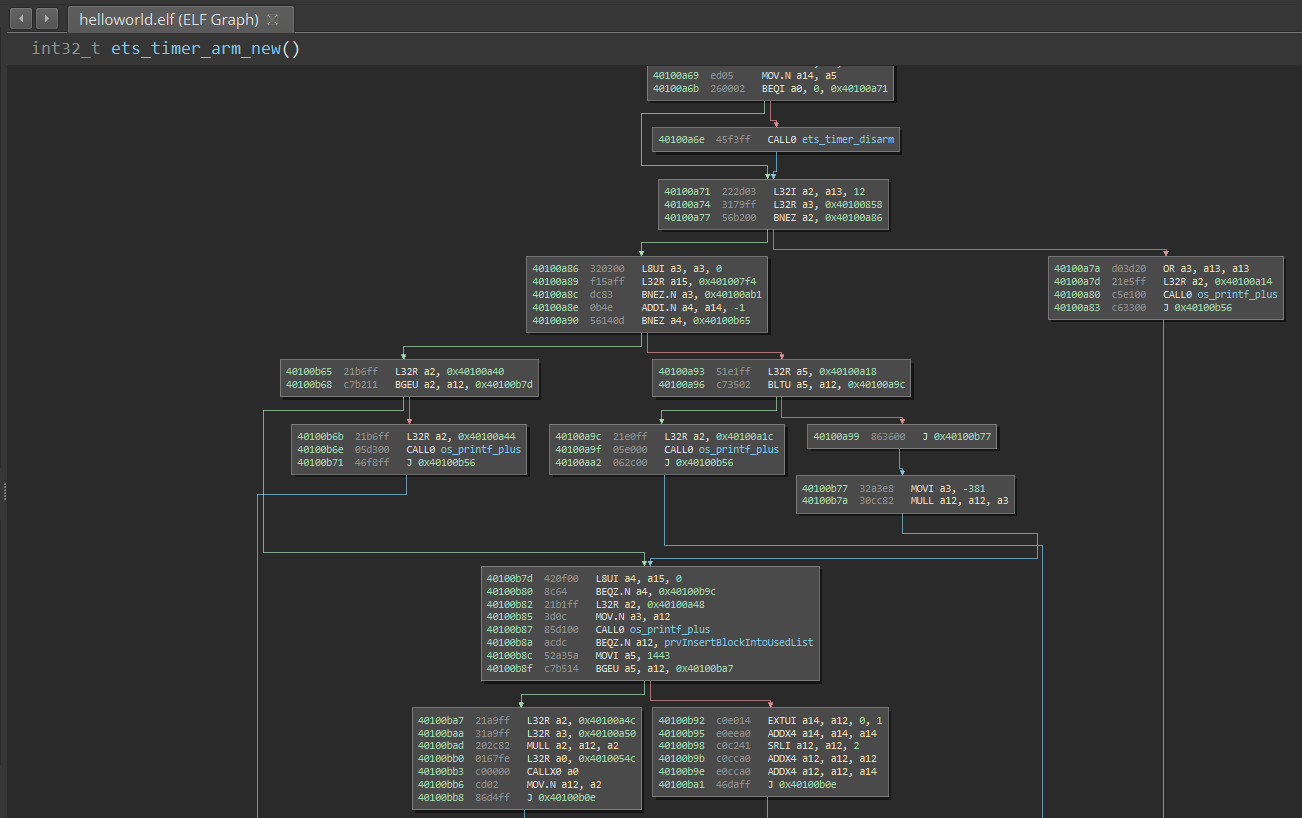 helloworld.elf (ELF Graph)
int32_t ets_timer_arm_new()
40100a69 ed05 MOV.N a14, a5
40100a6b 260002 BEQI a0, 0, 0x40100a71
40100a6e 45f3ff CALL0 ets_timer_disarm
40100a71 222d03 L32I a2, a13, 12
40100a74 3179ff L32R a3, 0x40100858
40100a77 56b200 BNEZ a2, 0x40100a86
40100a86 320300 L8UI a3, a3, 0
40100a89 f15aff L32R a15, 0x401007f4
40100a8c dc83 BNEZ.N a3, 0x40100ab1
40100a8e 0b4e ADDI.N a4, a14, -1
40100a90 56140d BNEZ a4, 0x40100b65
40100a7a d03d20 OR a3, a13, a13
40100a7d 21e5ff L32R a2, 0x40100a14
40100a80 c5e100 CALL0 os_printf_plus
40100a83 c63300 J 0x40100b56
40100b65 21b6ff L32R a2, 0x40100a40
40100b68 c7b211 BGEU a2, a12, 0x40100b7d
40100a93 51e1ff L32R a5, 0x40100a18
40100a96 c73502 BLTU a5, a12, 0x40100a9c
40100b6b 21b6ff L32R a2, 0x40100a44
40100b6e 05d300 CALL0 os_printf_plus
40100b71 46f8ff J 0x40100b56
40100a9c 21e0ff L32R a2, 0x40100a1c
40100a9f 05e000 CALL0 os_printf_plus
40100aa2 062c00 J 0x40100b56
40100a99 863600 J 0x40100b77
40100b77 32a3e8 MOVI a3, -381
40100b7a 30cc82 MULL a12, a12, a3
40100b7d 420f00 L8UI a4, a15, 0
40100b80 8c64 BEQZ.N a4, 0x40100b9c
40100b82 21b1ff L32R a2, 0x40100a48
40100b85 3d0c MOV.N a3, a12
40100b87 85d100 CALL0 os_printf_plus
40100b8a acdc BEQZ.N a12, prvInsertBlockIntoUsedList
40100b8c 52a35a MOVI a5, 1443
40100b8f c7b514 BGEU a5, a12, 0x40100ba7
40100ba7 21a9ff L32R a2, 0x40100a4c
40100baa 31a9ff L32R a3, 0x40100a50
40100bad 202c82 MULL a2, a12, a2
40100bb0 0167fe L32R a0, 0x4010054c
40100bb3 c00000 CALLX0 a0
40100bb6 cd02 MOV.N a12, a2
40100bb8 86d4ff J 0x40100b0e
40100b92 c0e014 EXTUI a14, a12, 0, 1
40100b95 e0eea0 ADDX4 a14, a14, a14
40100b98 c0c241 SRLI a12, a12, 2
40100b9b c0cca0 ADDX4 a12, a12, a12
40100b9e e0cca0 ADDX4 a12, a12, a14
40100ba1 46daff J 0x40100b0e